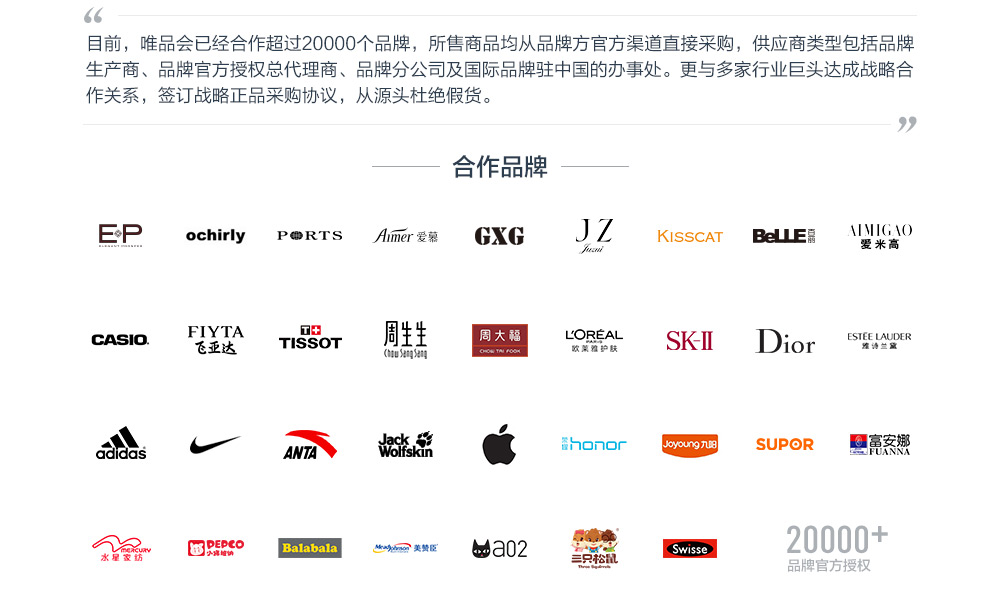 “
目前，唯品会已经合作超过20000个品牌，所售商品均从品牌方官方渠道直接采购，供应商类型包括品牌
生产商、品牌官方授权总代理商、品牌分公司及国际品牌驻中国的办事处。更与多家行业巨头达成战略合
作关系，签订战略正品采购协议，从源头杜绝假货。
”
合作品牌
E·P
ochirly
PORTS
Aimer 爱慕
GXG
JZ
Juzui
KISSCAT
BeLLE
AIMIGAO
爱米高
CASIO
FIYTA
飞亚达
TISSOT
周生生
Chow Sang Sang
周大福
CHOW TAI FOOK
L'ORÉAL
PARIS
欧莱雅护肤
SK-II
Dior
ESTĒE LAUDER
雅诗兰黛
adidas
ANTA
Jack
Wolfskin
荣耀 honor
Joyoung 九阳
SUPOR
富安娜
FUANNA
MERCURY
水星家纺
PEPCO
小猪班纳
Balabala
MeadJohnson 美赞臣
a02
三只松鼠
Three Squirrels
Swisse
20000+
品牌官方授权